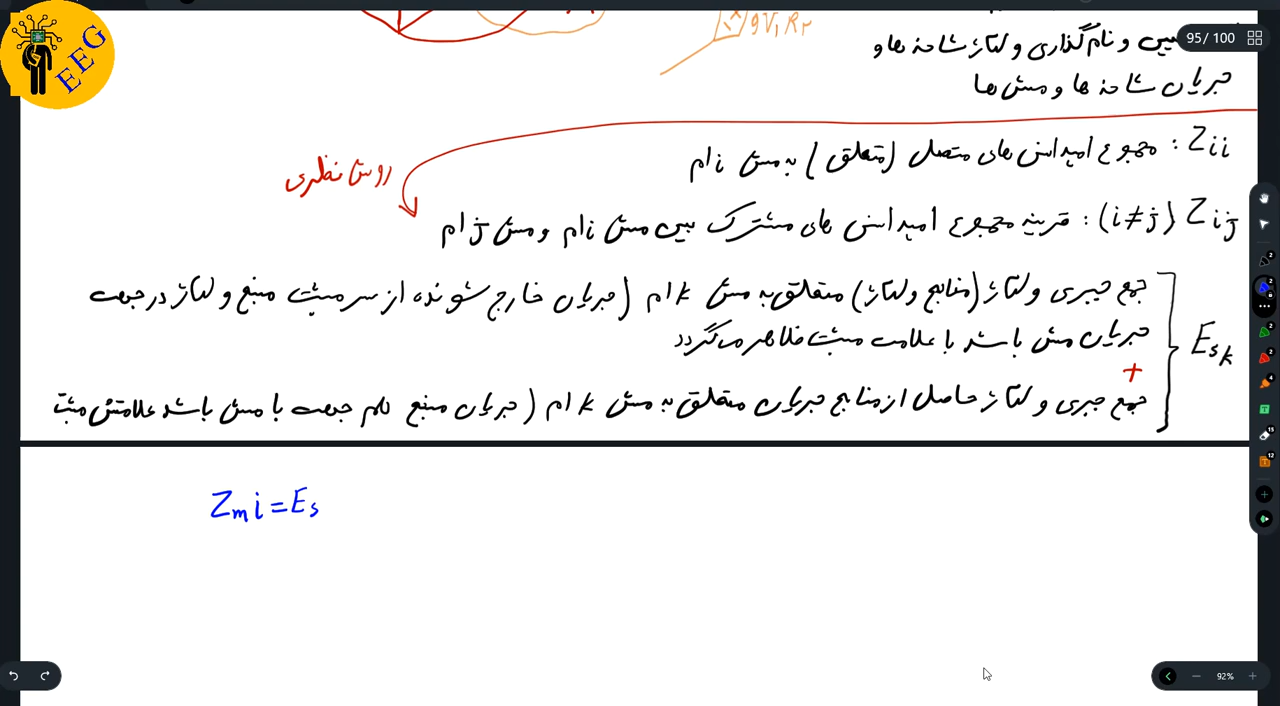 EEG
gV₁ R₂
95/ 100
و نام گذاری ولتاژ شاخه ها و
جریان شاخه ها و مش ها
روش نظری
Zii : مجموع امپدانس های متصل (متعلق) به مش i ام
Zij (i≠j) : قرینه مجموع امپدانس های مشترک بین مش i ام و مش j ام
Esk
جمع جبری ولتاژ (منابع ولتاژ) متعلق به مش k ام (جریان خارج شونده از سر مثبت منبع ولتاژ در جهت
جریان مش باشد با علامت مثبت ظاهر می گردد
+
جمع جبری ولتاژ حاصل از منابع جریان متعلق به مش k ام (جریان منبع هم جهت با مش باشد علامتش مثبت
Zm i = Es
92%